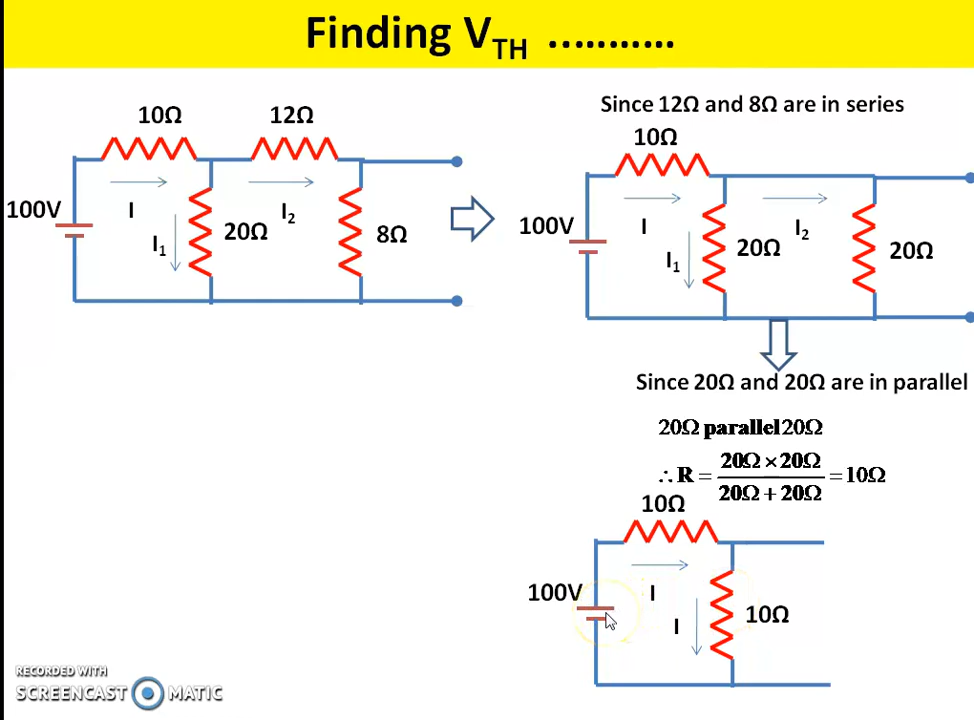 Finding VTH ...........
10Ω 12Ω
100V
I
I1
20Ω
I2
8Ω
Since 12Ω and 8Ω are in series
10Ω
100V
I
I1
20Ω
I2
20Ω
Since 20Ω and 20Ω are in parallel
20Ω parallel 20Ω
∴ R = 20Ω × 20Ω / 20Ω + 20Ω = 10Ω
10Ω
100V
I
I
10Ω
RECORDED WITH
SCREENCAST MATIC